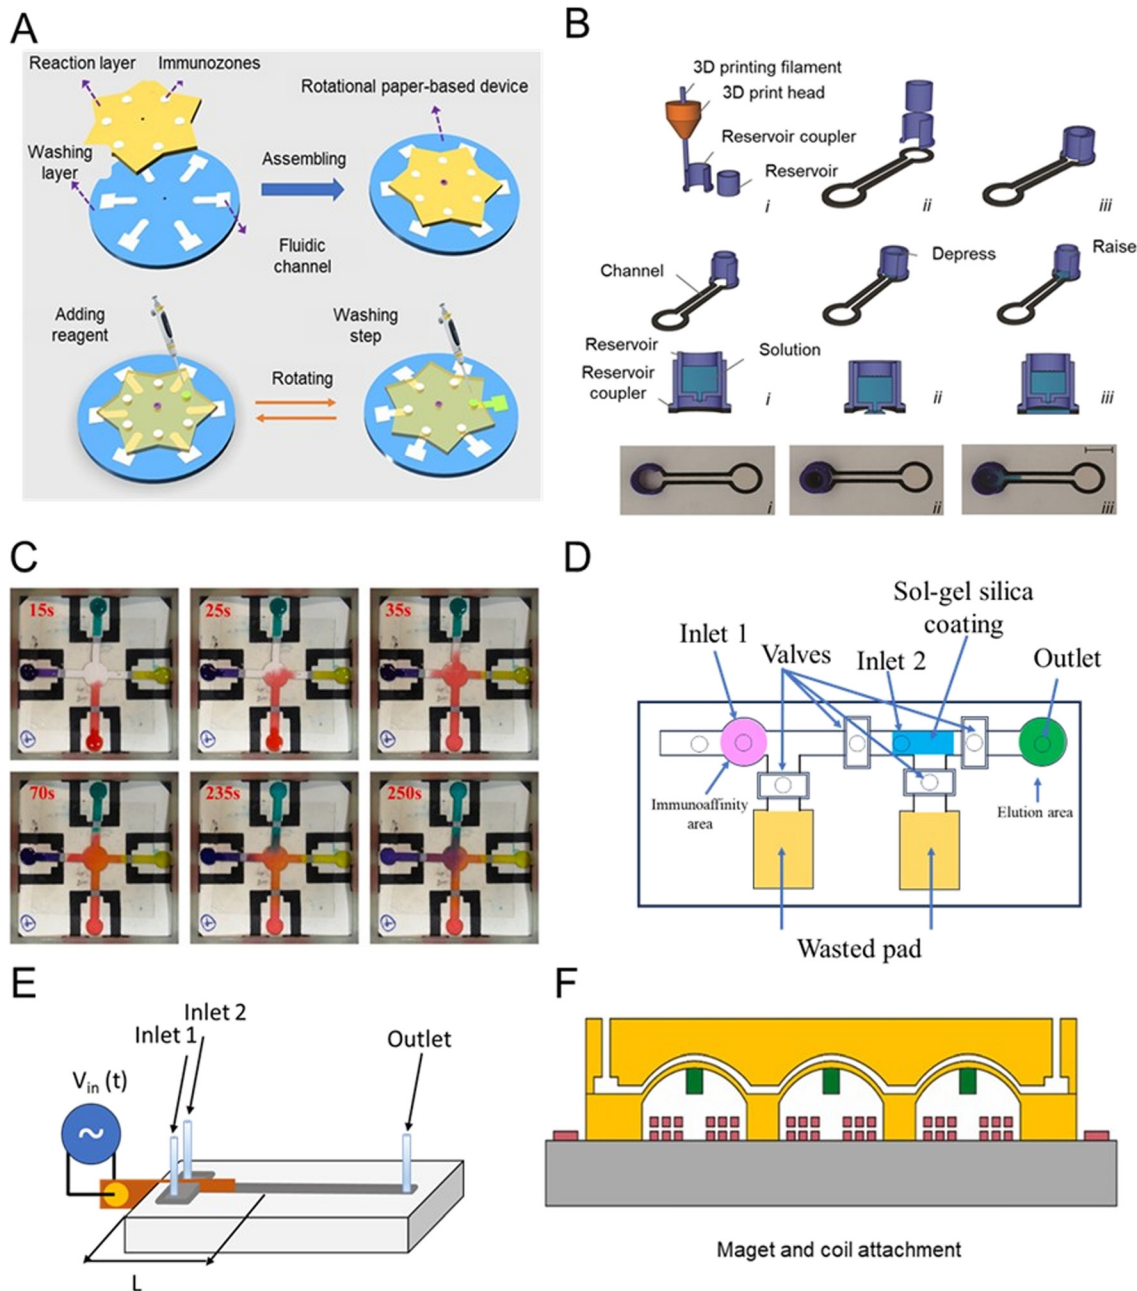 A
Reaction layer
Immunozones
Rotational paper-based device
Washing
layer
Assembling
Fluidic
channel
Adding
reagent
Washing
step
Rotating
B
3D printing filament
3D print head
Reservoir coupler
Reservoir
i
ii
iii
Channel
Depress
Raise
Reservoir
Reservoir
coupler
Solution
i
ii
iii
i
ii
iii
C
15s
25s
35s
70s
235s
250s
D
Sol-gel silica
coating
Inlet 1
Valves
Inlet 2
Outlet
Immunoaffinity
area
Elution area
Wasted pad
E
Inlet 2
Inlet 1
Outlet
Vin (t)
~
L
F
Maget and coil attachment